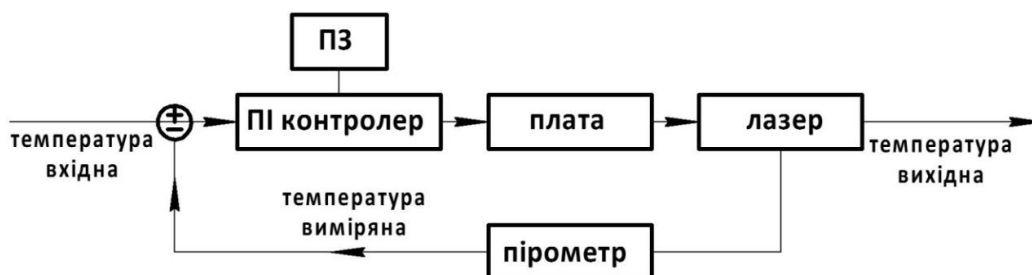 ПЗ
ПІ контролер
плата
лазер
температура
вхідна
температура
вихідна
температура
виміряна
пірометр